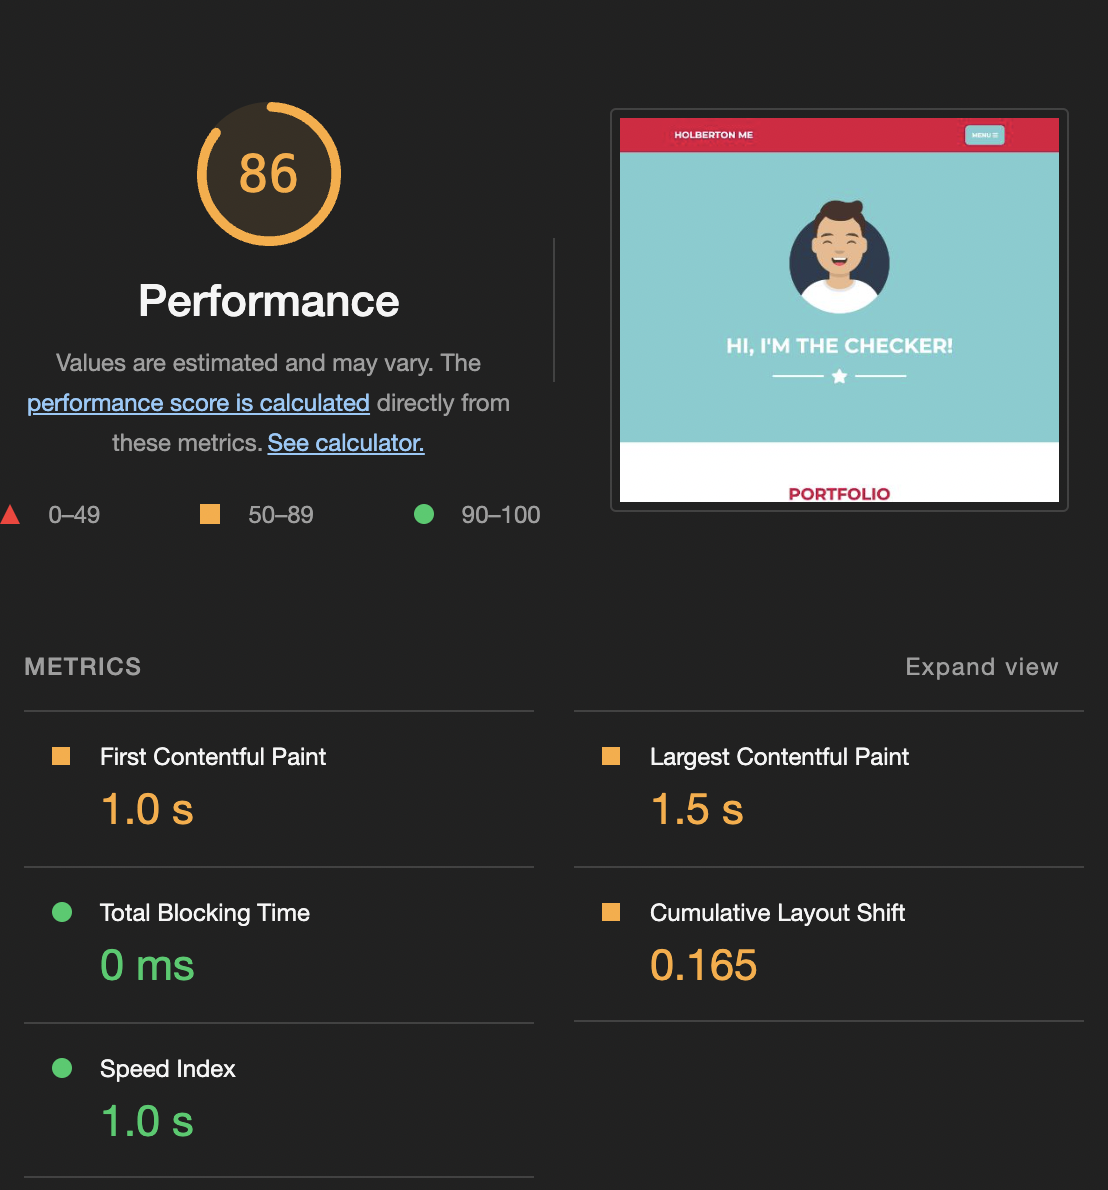 86
Performance
Values are estimated and may vary. The
performance score is calculated directly from
these metrics. See calculator.
0–49
50–89
90–100
HOLBERTON ME
MENU
HI, I'M THE CHECKER!
PORTFOLIO
METRICS
Expand view
First Contentful Paint
1.0 s
Largest Contentful Paint
1.5 s
Total Blocking Time
0 ms
Cumulative Layout Shift
0.165
Speed Index
1.0 s